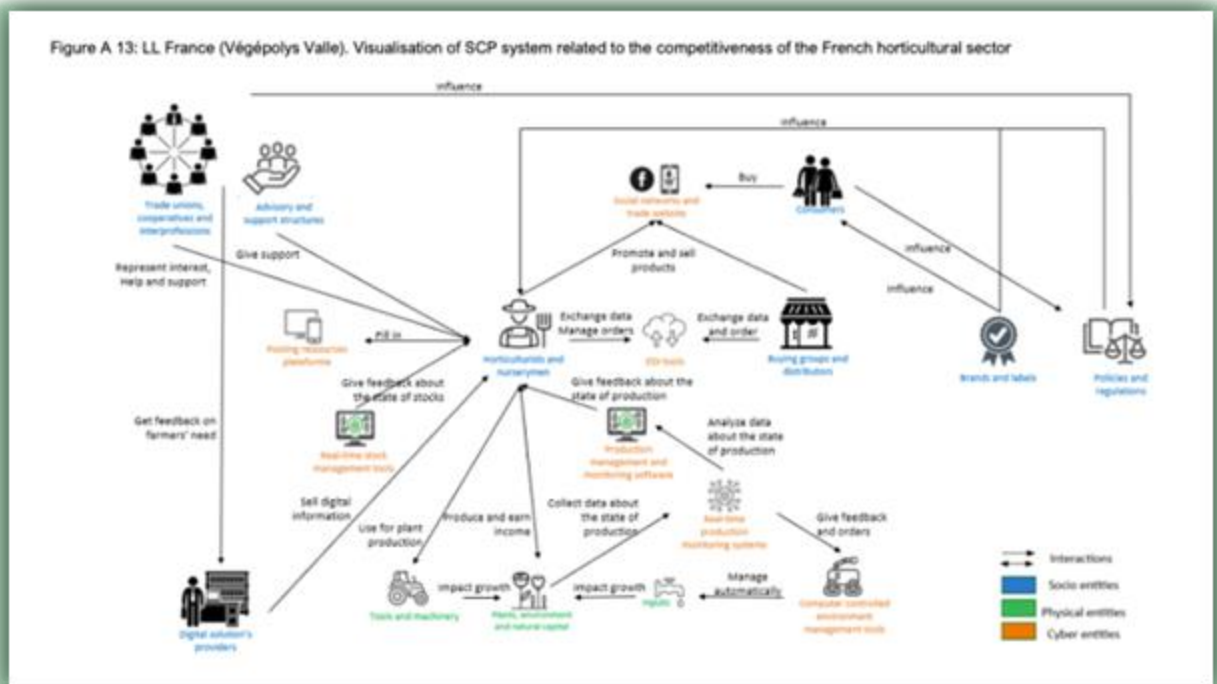 Figure A 13: LL France (Végépolys Valle). Visualisation of SCP system related to the competitiveness of the French horticultural sector
Influence
Influence
Trade unions,
cooperatives and
interprofessions
Advisory and
support structures
Social networks and
trade website
Buy
Consumers
Give support
Represent interest,
Help and support
Promote and sell
products
Influence
Influence
Pooling resources
plateforms
Fill in
Horticulturists and
nurserymen
Exchange data
Manage orders
EDI-tools
Exchange data
and order
Buying groups and
distributors
Brands and labels
Policies and
regulations
Give feedback about
the state of stocks
Give feedback about the
state of production
Get feedback on
farmers' need
Real-time stock
management tools
Production
management and
monitoring software
Analyze data
about the state
of production
Sell digital
information
Use for plant
production
Produce and earn
income
Collect data about
the state of
production
Real-time
production
monitoring systems
Give feedback
and orders
Digital solution's
providers
Tools and machinery
Impact growth
Plants, environment
and natural capital
Impact growth
Inputs
Manage
automatically
Computer controlled
environment
management tools
Interactions
Socio entities
Physical entities
Cyber entities